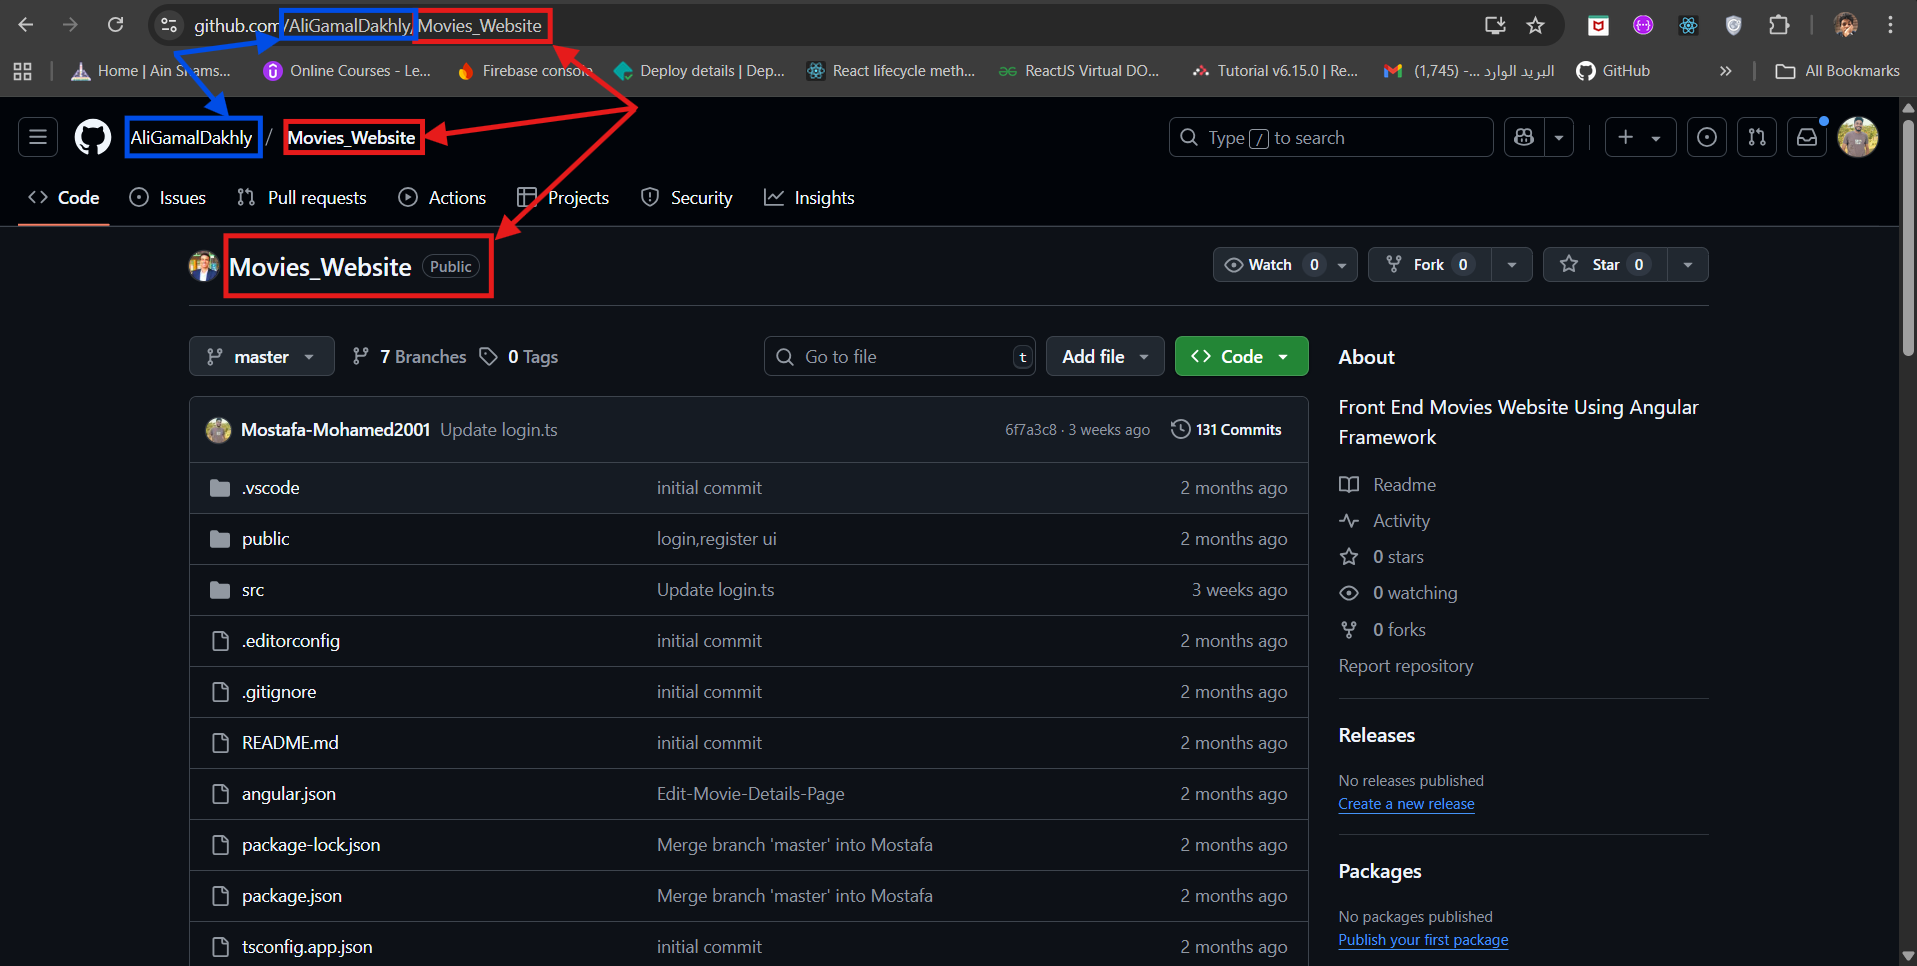 github.com/AliGamalDakhly/Movies_Website
Home | Ain Shams... Online Courses - Le... Firebase console Deploy details | Dep... React lifecycle meth... ReactJS Virtual DO... Tutorial v6.15.0 | Re... البريد الوارد ...- (1,745) GitHub » All Bookmarks
AliGamalDakhly / Movies_Website Type / to search
Code Issues Pull requests Actions Projects Security Insights
Movies_Website Public Watch 0 Fork 0 Star 0
master 7 Branches 0 Tags Go to file t Add file Code About
Front End Movies Website Using Angular
Framework
Mostafa-Mohamed2001 Update login.ts 6f7a3c8 · 3 weeks ago 131 Commits
.vscode initial commit 2 months ago Readme
Activity
public login,register ui 2 months ago
0 stars
src Update login.ts 3 weeks ago 0 watching
.editorconfig initial commit 2 months ago 0 forks
Report repository
.gitignore initial commit 2 months ago
README.md initial commit 2 months ago Releases
No releases published
angular.json Edit-Movie-Details-Page 2 months ago Create a new release
package-lock.json Merge branch 'master' into Mostafa 2 months ago
Packages
package.json Merge branch 'master' into Mostafa 2 months ago
No packages published
tsconfig.app.json initial commit 2 months ago Publish your first package